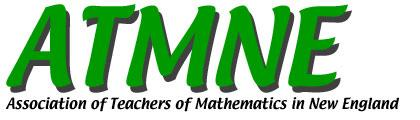 ATMNE
Association of Teachers of Mathematics in New England